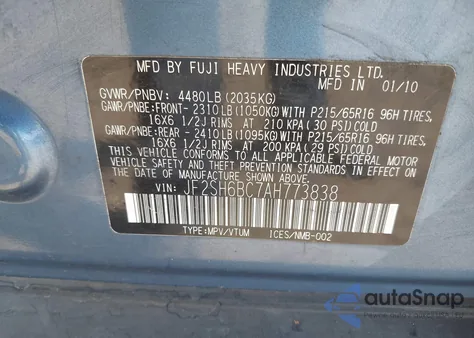 MFD BY FUJI HEAVY INDUSTRIES LTD.
MFD IN 01/10
GVWR/PNBV: 4480LB (2035KG)
GAWR/PNBE:FRONT- 2310LB (1050KG)WITH P215/65R16 96H TIRES,
16X6 1/2J RIMS AT 210 KPA (30 PSI)COLD
GAWR/PNBE:REAR - 2410LB (1095KG)WITH P215/65R16 96H TIRES,
16X6 1/2J RIMS AT 200 KPA (29 PSI)COLD
THIS VEHICLE CONFORMS TO ALL APPLICABLE FEDERAL MOTOR
VEHICLE SAFETY STANDARDS IN EFFECT ON
THE DATE OF MANUFACTURE SHOWN ABOVE.
VIN: JF2SH6BC7AH773838
TYPE:MPV/VTUM ICES/NMB-002
autoSnap